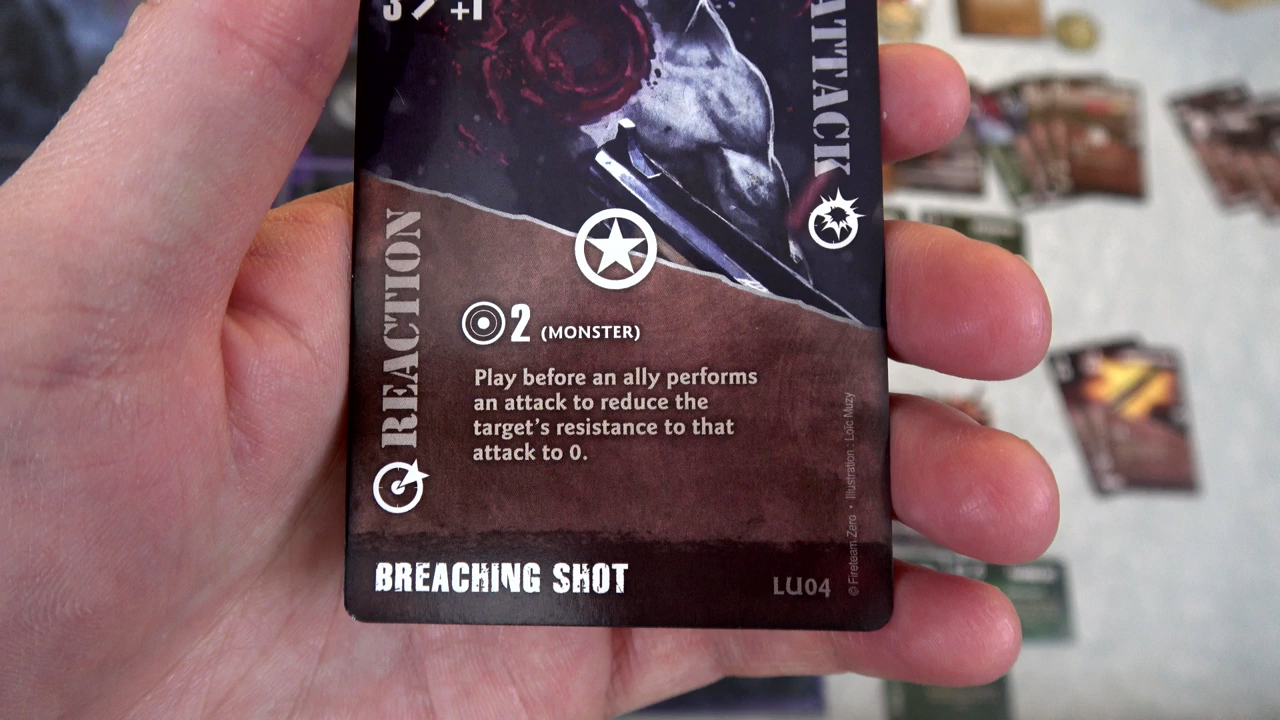 3 +1
ATTACK
REACTION
2 (MONSTER)
Play before an ally performs
an attack to reduce the
target's resistance to that
attack to 0.
© Fireteam Zero • Illustration : Loïc Muzy
BREACHING SHOT
LU04